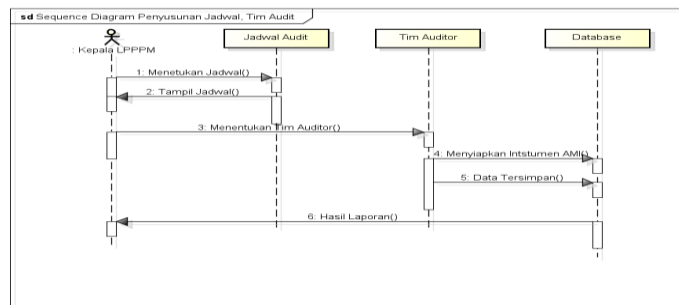 sd Sequence Diagram Penyusunan Jadwal, Tim Audit
: Kepala LPPPM
Jadwal Audit
Tim Auditor
Database
1: Menetukan Jadwal()
2: Tampil Jadwal()
3: Menentukan Tim Auditor()
4: Menyiapkan Intstumen AMI()
5: Data Tersimpan()
6: Hasil Laporan()